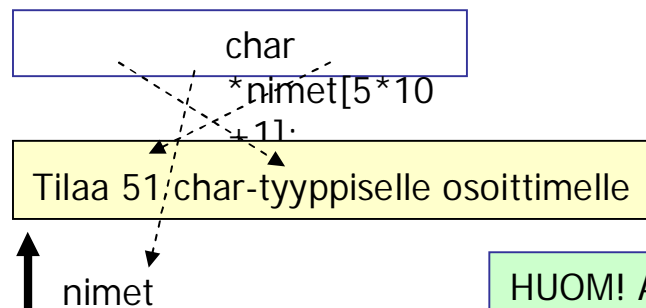 char
*nimet[5*10
+1];
Tilaa 51 char-tyyppiselle osoittimelle
nimet
HUOM! A